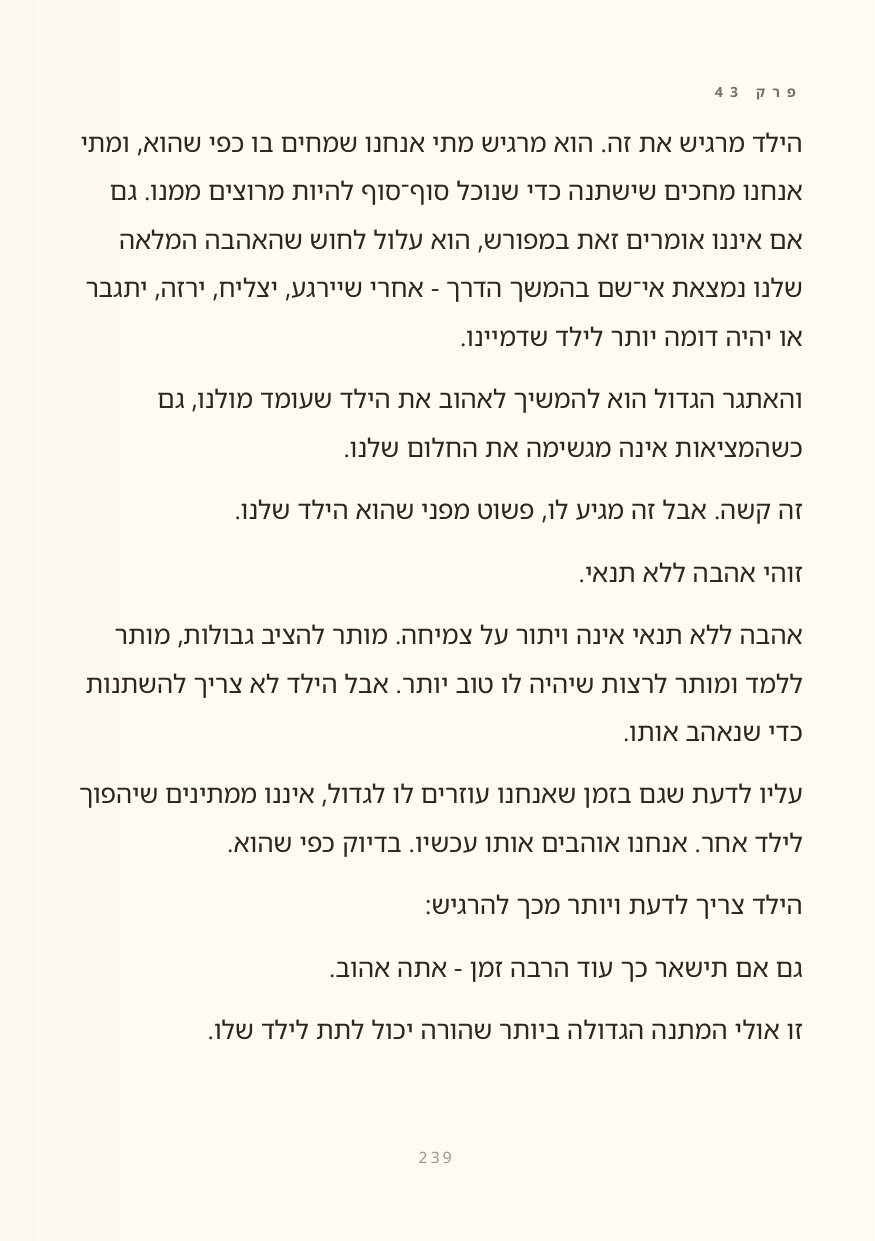 פרק 43
הילד מרגיש את זה. הוא מרגיש מתי אנחנו שמחים בו כפי שהוא, ומתי
אנחנו מחכים שישתנה כדי שנוכל סוף־סוף להיות מרוצים ממנו. גם
אם איננו אומרים זאת במפורש, הוא עלול לחוש שהאהבה המלאה
שלנו נמצאת אי־שם בהמשך הדרך - אחרי שיירגע, יצליח, ירזה, יתגבר
או יהיה דומה יותר לילד שדמיינו.
והאתגר הגדול הוא להמשיך לאהוב את הילד שעומד מולנו, גם
כשהמציאות אינה מגשימה את החלום שלנו.
זה קשה. אבל זה מגיע לו, פשוט מפני שהוא הילד שלנו.
זוהי אהבה ללא תנאי.
אהבה ללא תנאי אינה ויתור על צמיחה. מותר להציב גבולות, מותר
ללמד ומותר לרצות שיהיה לו טוב יותר. אבל הילד לא צריך להשתנות
כדי שנאהב אותו.
עליו לדעת שגם בזמן שאנחנו עוזרים לו לגדול, איננו ממתינים שיהפוך
לילד אחר. אנחנו אוהבים אותו עכשיו. בדיוק כפי שהוא.
הילד צריך לדעת ויותר מכך להרגיש:
גם אם תישאר כך עוד הרבה זמן - אתה אהוב.
זו אולי המתנה הגדולה ביותר שהורה יכול לתת לילד שלו.
239